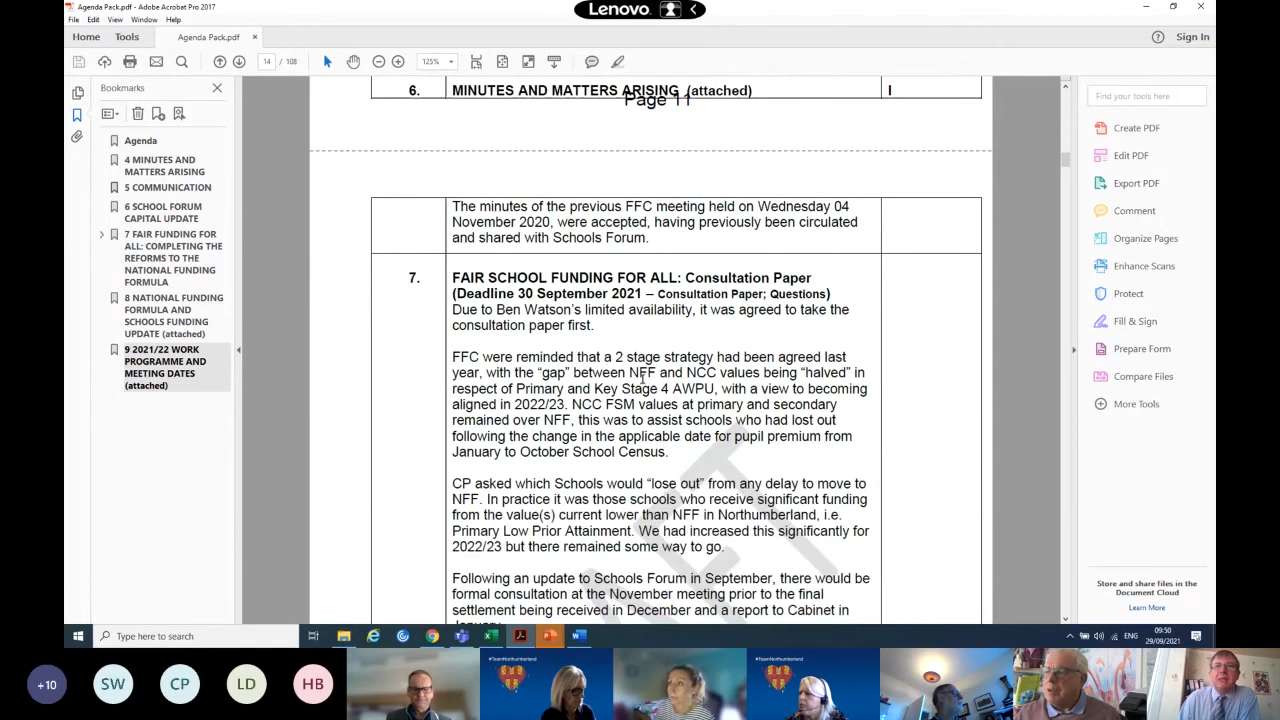 Agenda Pack.pdf - Adobe Acrobat Pro 2017
Lenovo
File Edit View Window Help
Home Tools Agenda Pack.pdf × Sign In
14 / 108 125%
Bookmarks
Agenda
4 MINUTES AND
MATTERS ARISING
5 COMMUNICATION
6 SCHOOL FORUM
CAPITAL UPDATE
7 FAIR FUNDING FOR
ALL: COMPLETING THE
REFORMS TO THE
NATIONAL FUNDING
FORMULA
8 NATIONAL FUNDING
FORMULA AND
SCHOOLS FUNDING
UPDATE (attached)
9 2021/22 WORK
PROGRAMME AND
MEETING DATES
(attached)
6. MINUTES AND MATTERS ARISING (attached) I
Page 11
The minutes of the previous FFC meeting held on Wednesday 04
November 2020, were accepted, having previously been circulated
and shared with Schools Forum.
7. FAIR SCHOOL FUNDING FOR ALL: Consultation Paper
(Deadline 30 September 2021 – Consultation Paper; Questions)
Due to Ben Watson's limited availability, it was agreed to take the
consultation paper first.
FFC were reminded that a 2 stage strategy had been agreed last
year, with the “gap” between NFF and NCC values being “halved” in
respect of Primary and Key Stage 4 AWPU, with a view to becoming
aligned in 2022/23. NCC FSM values at primary and secondary
remained over NFF, this was to assist schools who had lost out
following the change in the applicable date for pupil premium from
January to October School Census.
CP asked which Schools would “lose out” from any delay to move to
NFF. In practice it was those schools who receive significant funding
from the value(s) current lower than NFF in Northumberland, i.e.
Primary Low Prior Attainment. We had increased this significantly for
2022/23 but there remained some way to go.
Following an update to Schools Forum in September, there would be
formal consultation at the November meeting prior to the final
settlement being received in December and a report to Cabinet in
January.
Find your tools here
Create PDF
Edit PDF
Export PDF
Comment
Organize Pages
Enhance Scans
Protect
Fill & Sign
Prepare Form
Compare Files
More Tools
Store and share files in the
Document Cloud
Learn More
Type here to search
ENG
09:50
29/09/2021
+10 SW CP LD HB
#TeamNorthumberland
#TeamNorthumberland